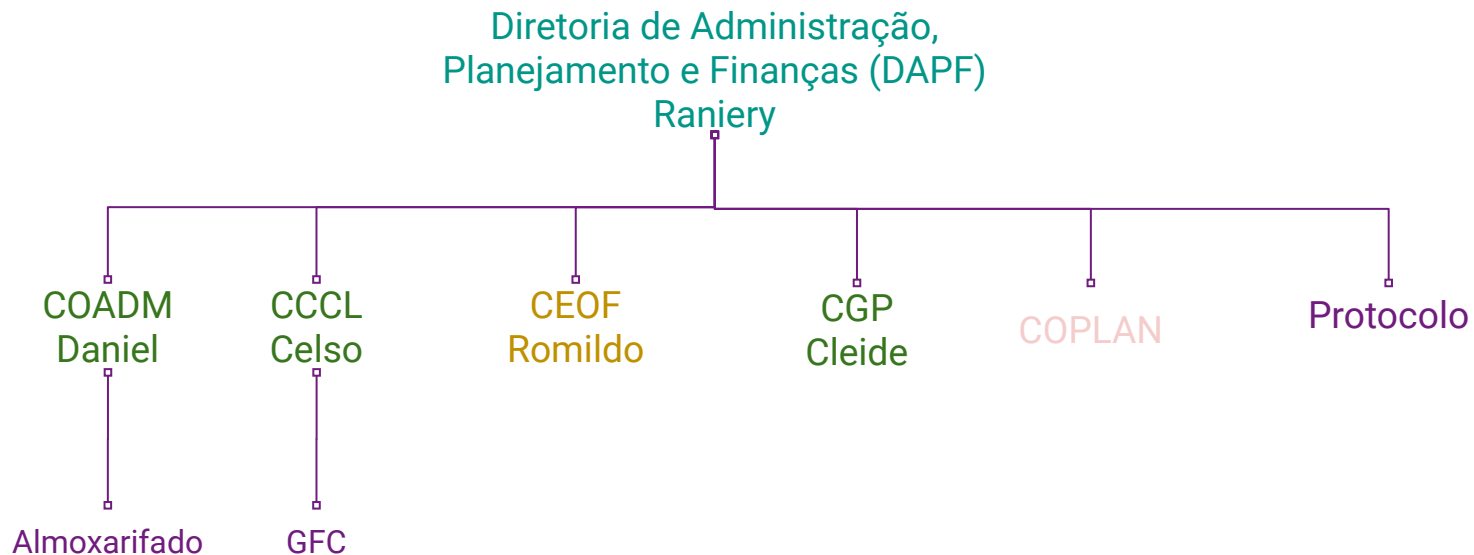 Diretoria de Administração,
Planejamento e Finanças (DAPF)
Raniery
COADM
Daniel
CCCL
Celso
CEOF
Romildo
CGP
Cleide
COPLAN
Protocolo
Almoxarifado
GFC